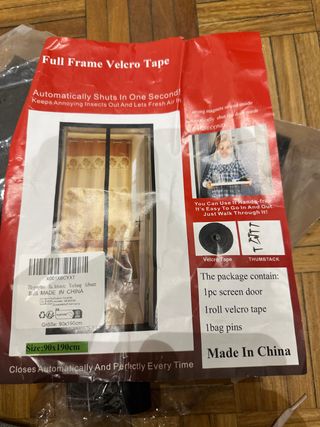 Full Frame Velcro Tape
Automatically Shuts In One Second!
Keeps Annoying Insects Out And Lets Fresh Air In
You Can Use It Hands-free
It's Easy To Go In And Out
Just Walk Through It!
Velcro Tape
THUMBSTACK
The package contain:
1pc screen door
1roll velcro tape
1bag pins
MADE IN CHINA
Size:90x190cm
Made In China
Closes Automatically And Perfectly Every Time